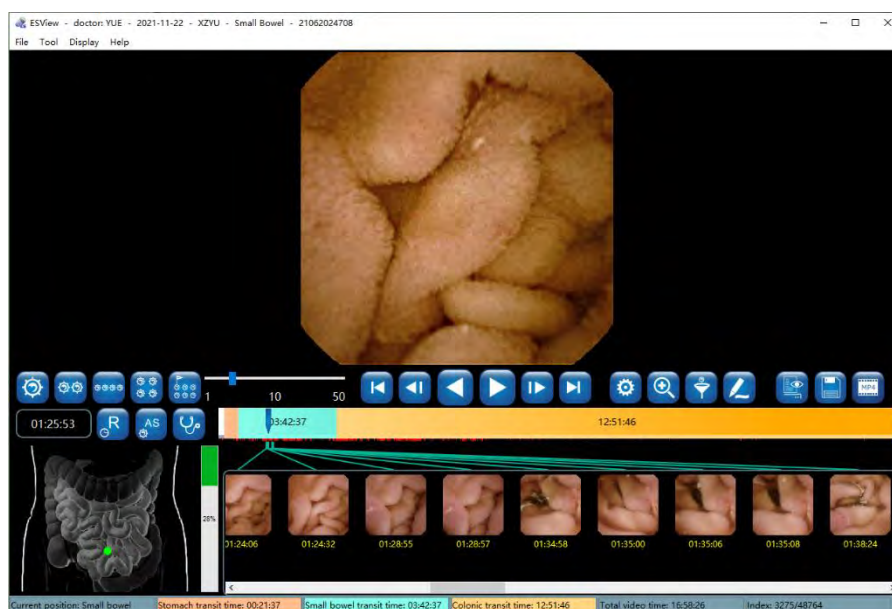 ESView - doctor: YUE - 2021-11-22 - XZYU - Small Bowel - 21062024708
File Tool Display Help
1 10 50
MP4
01:25:53 R AS 03:42:37 12:51:46
28%
01:24:06 01:24:32 01:28:55 01:28:57 01:34:58 01:35:00 01:35:06 01:35:08 01:38:24
Current position: Small bowel Stomach transit time: 00:21:37 Small bowel transit time: 03:42:37 Colonic transit time: 12:51:46 Total video time: 16:58:26 Index: 3275/48764